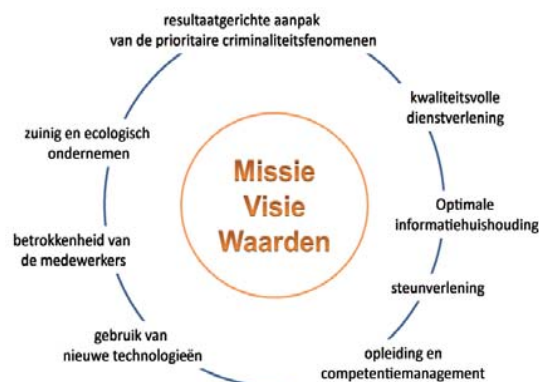 resultaatgerichte aanpak
van de prioritaire criminaliteitsfenomenen
kwaliteitsvolle
dienstverlening
Optimale
informatiehuishouding
steunverlening
opleiding en
competentiemanagement
gebruik van
nieuwe technologieën
betrokkenheid van
de medewerkers
zuinig en ecologisch
ondernemen
Missie
Visie
Waarden